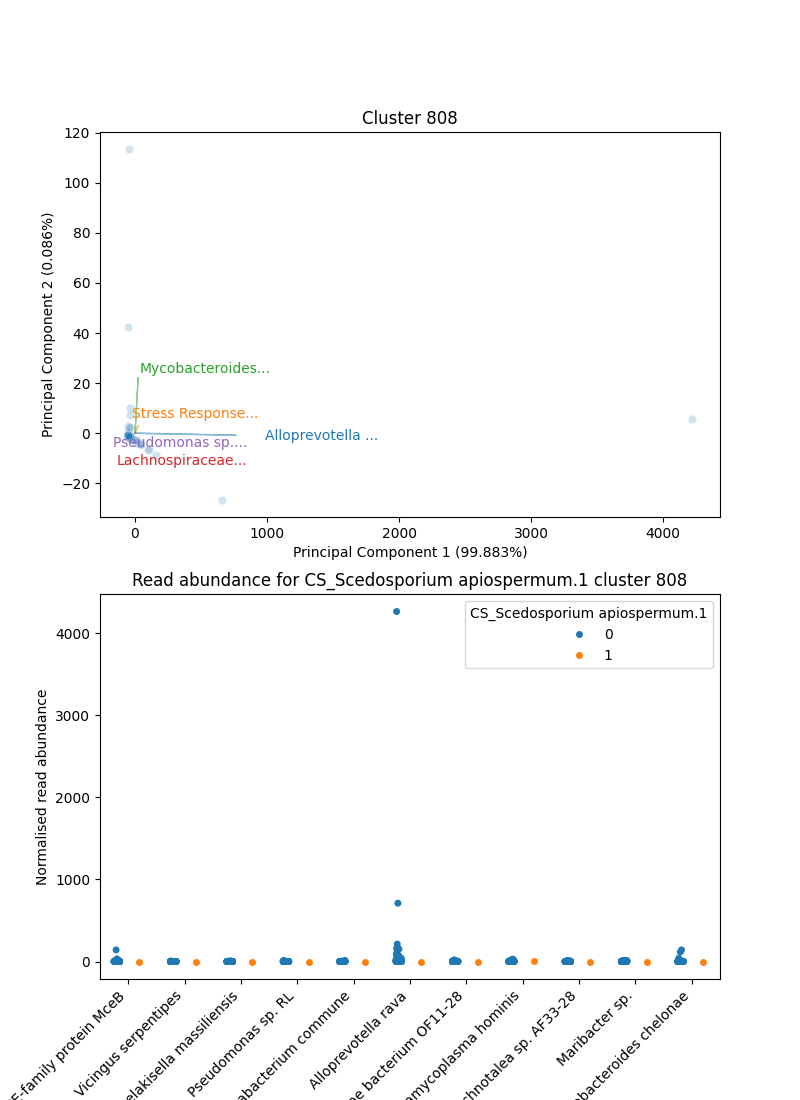 Cluster 808
120
100
80
60
40
20
0
−20
Principal Component 2 (0.086%)
Mycobacteroides...
Stress Response...
Alloprevotella ...
Pseudomonas sp....
Lachnospiraceae...
0 1000 2000 3000 4000
Principal Component 1 (99.883%)
Read abundance for CS_Scedosporium apiospermum.1 cluster 808
CS_Scedosporium apiospermum.1
0
1
4000
3000
2000
1000
0
Normalised read abundance
-family protein MceB
Vicingus serpentipes
elakisella massiliensis
Pseudomonas sp. RL
abacterium commune
Alloprevotella rava
bacterium OF11-28
amycoplasma hominis
chnotalea sp. AF33-28
Maribacter sp.
obacteroides chelonae